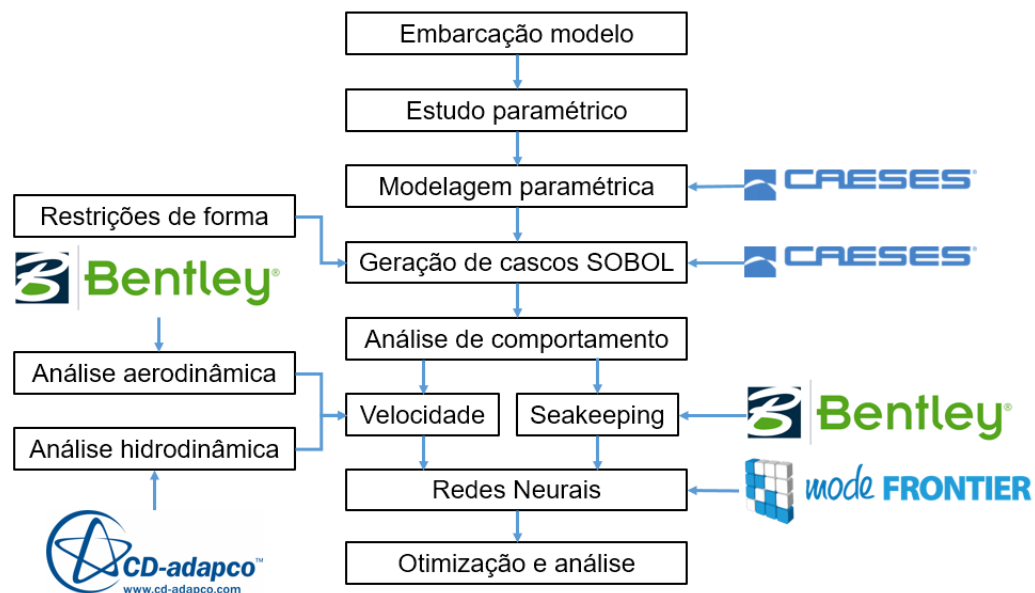 Embarcação modelo
Estudo paramétrico
Modelagem paramétrica
CAESES®
Restrições de forma
Geração de cascos SOBOL
CAESES®
Bentley®
Análise de comportamento
Análise aerodinâmica
Velocidade
Seakeeping
Bentley®
Análise hidrodinâmica
Redes Neurais
mode FRONTIER
CD-adapco™
www.cd-adapco.com
Otimização e análise